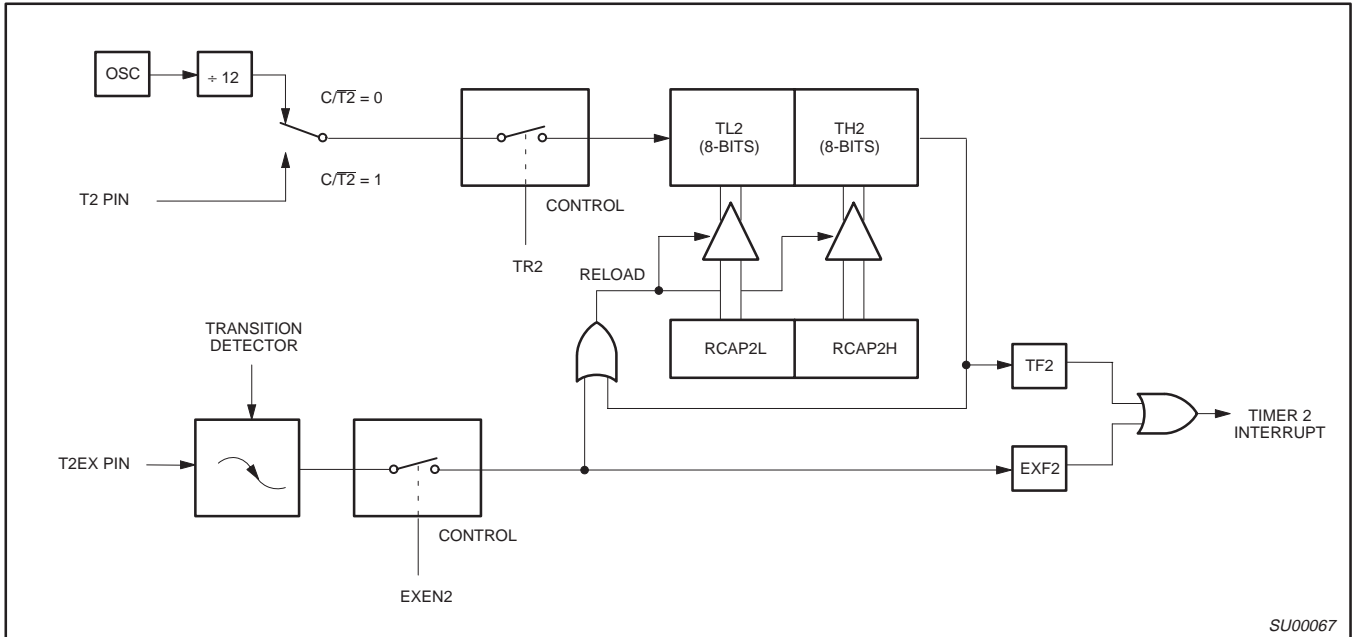 OSC
÷ 12
C/T2̅ = 0
C/T2̅ = 1
T2 PIN
CONTROL
TR2
TL2
(8-BITS)
TH2
(8-BITS)
RELOAD
RCAP2L
RCAP2H
TRANSITION
DETECTOR
T2EX PIN
CONTROL
EXEN2
TF2
EXF2
TIMER 2
INTERRUPT
SU00067